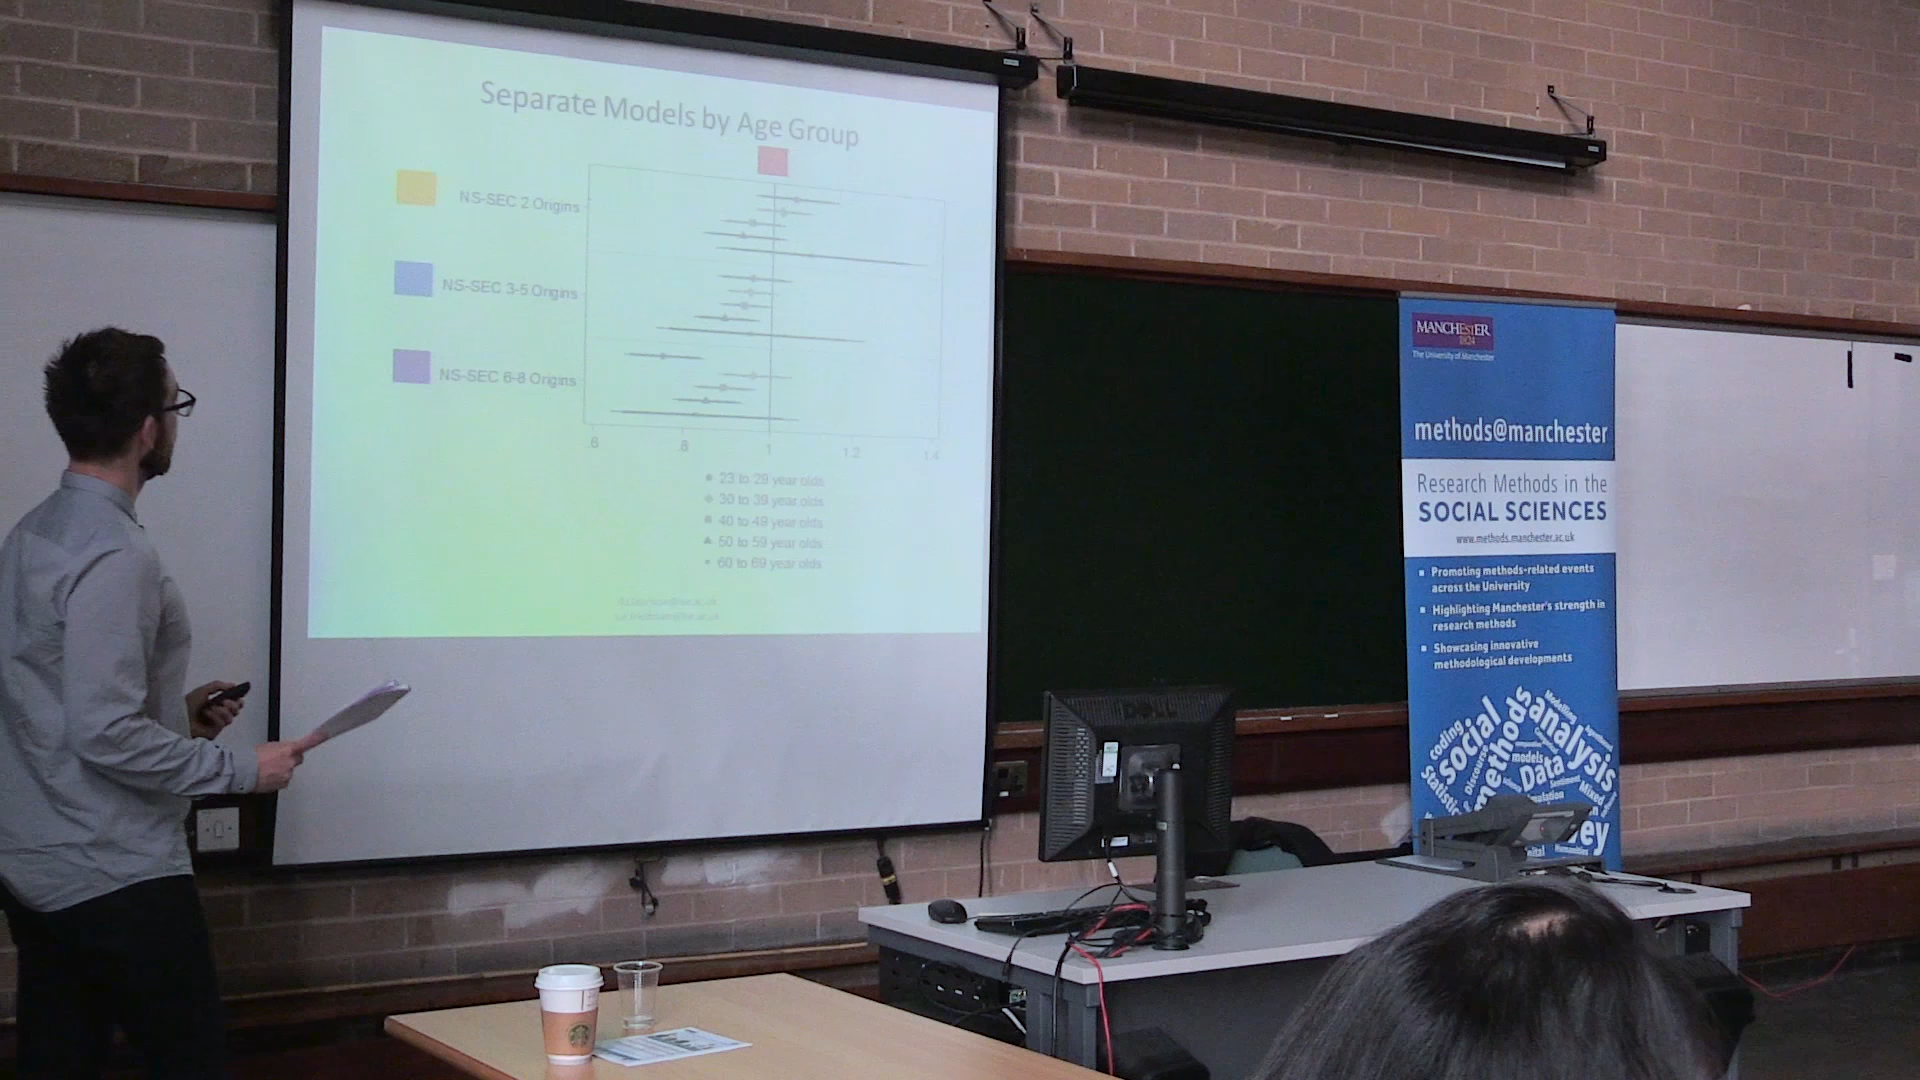 Separate Models by Age Group
NS-SEC 2 Origins
NS-SEC 3-5 Origins
NS-SEC 6-8 Origins
.6 .8 1 1.2 1.4
23 to 29 year olds
30 to 39 year olds
40 to 49 year olds
50 to 59 year olds
60 to 69 year olds
DELL
MANCHESTER
1824
The University of Manchester
methods@manchester
Research Methods in the
SOCIAL SCIENCES
www.methods.manchester.ac.uk
Promoting methods-related events
across the University
Highlighting Manchester's strength in
research methods
Showcasing innovative
methodological developments
Modelling
coding
social
methods
analysis
models
Data
Mixed